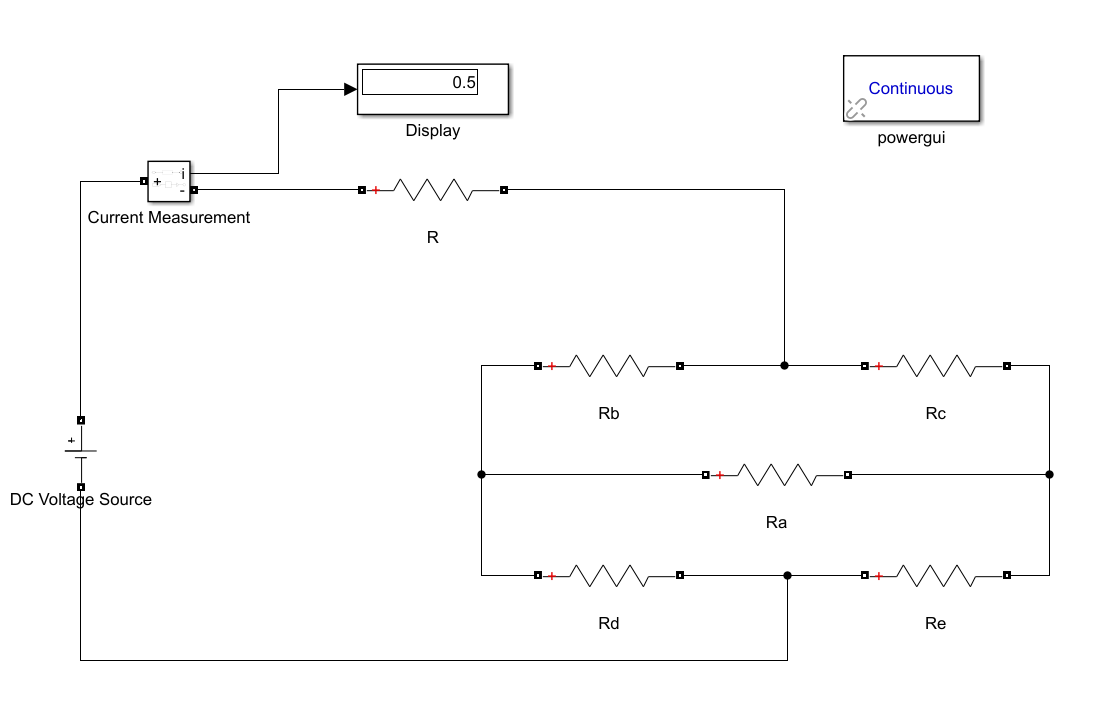 0.5
Display
Continuous
powergui
i
+
-
Current Measurement
+
R
+
Rb
+
Rc
+
DC Voltage Source
+
Ra
+
Rd
+
Re